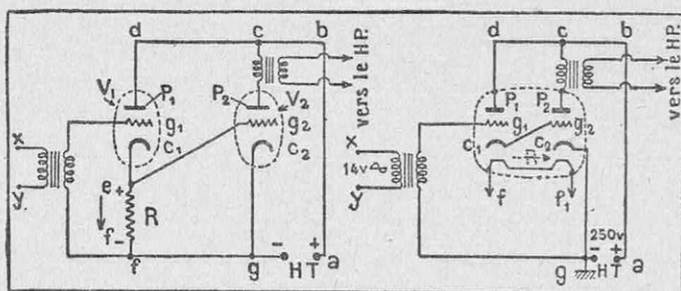 d c b
V₁ P₁ P₂ V₂
g₁ g₂
c₁ c₂
x
y
e +
R
f -
f g
- +
HT a
vers le HP.
d c b
P₁ P₂
g₁ g₂
c₁ c₂
x
14v
y
f f₁
250v
- +
g HT a
vers le HP.